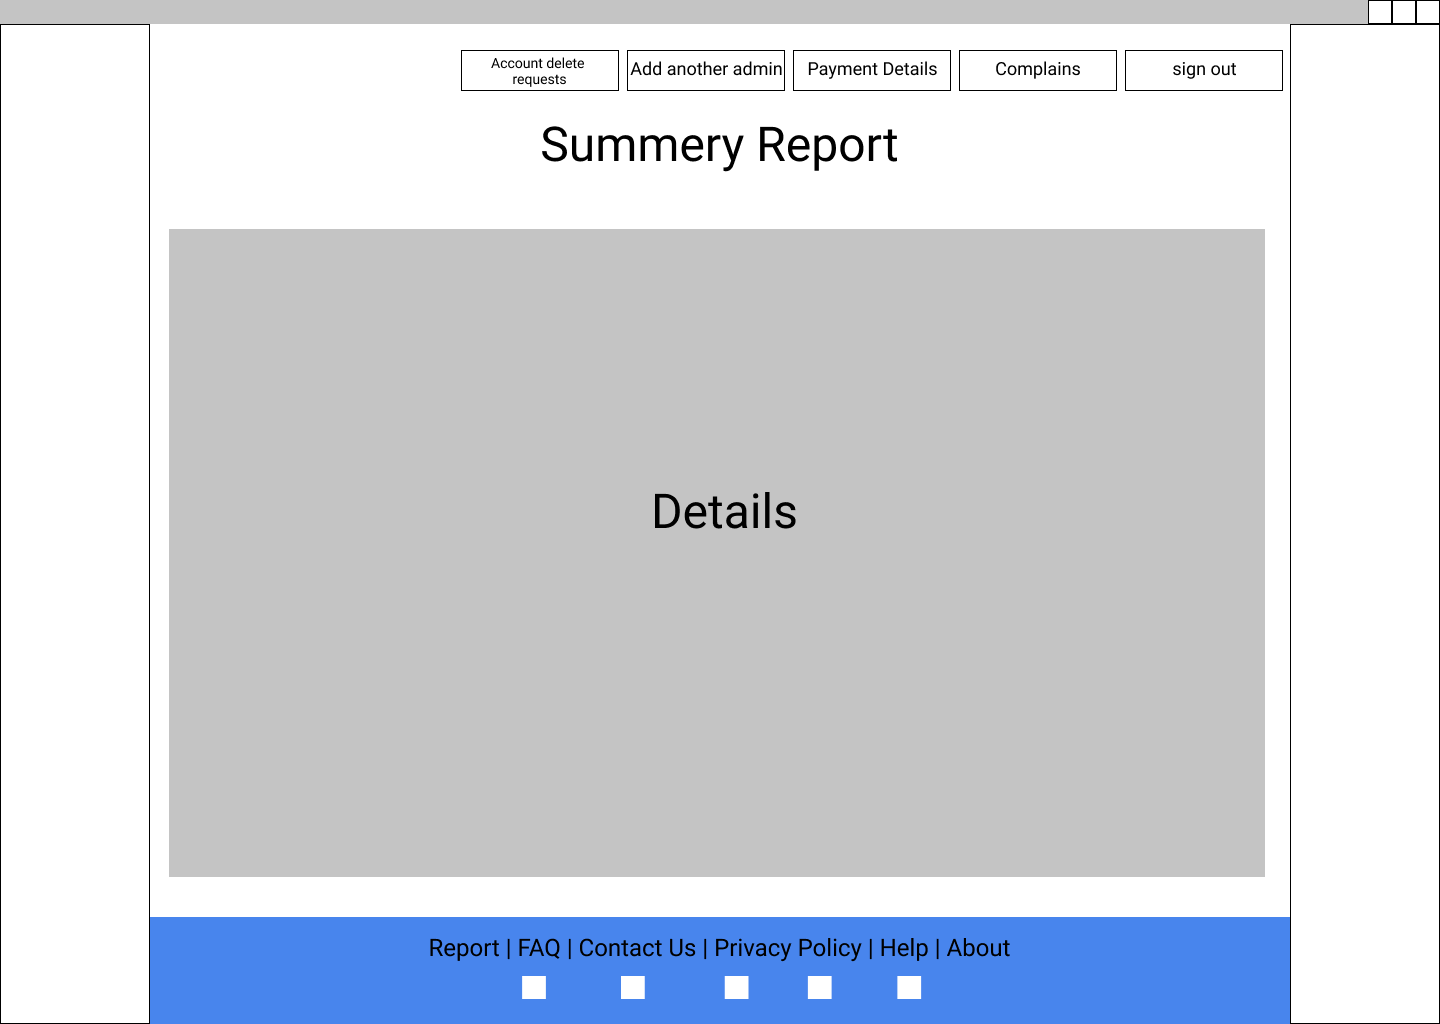 Account delete
requests
Add another admin
Payment Details
Complains
sign out
Summery Report
Details
Report | FAQ | Contact Us | Privacy Policy | Help | About